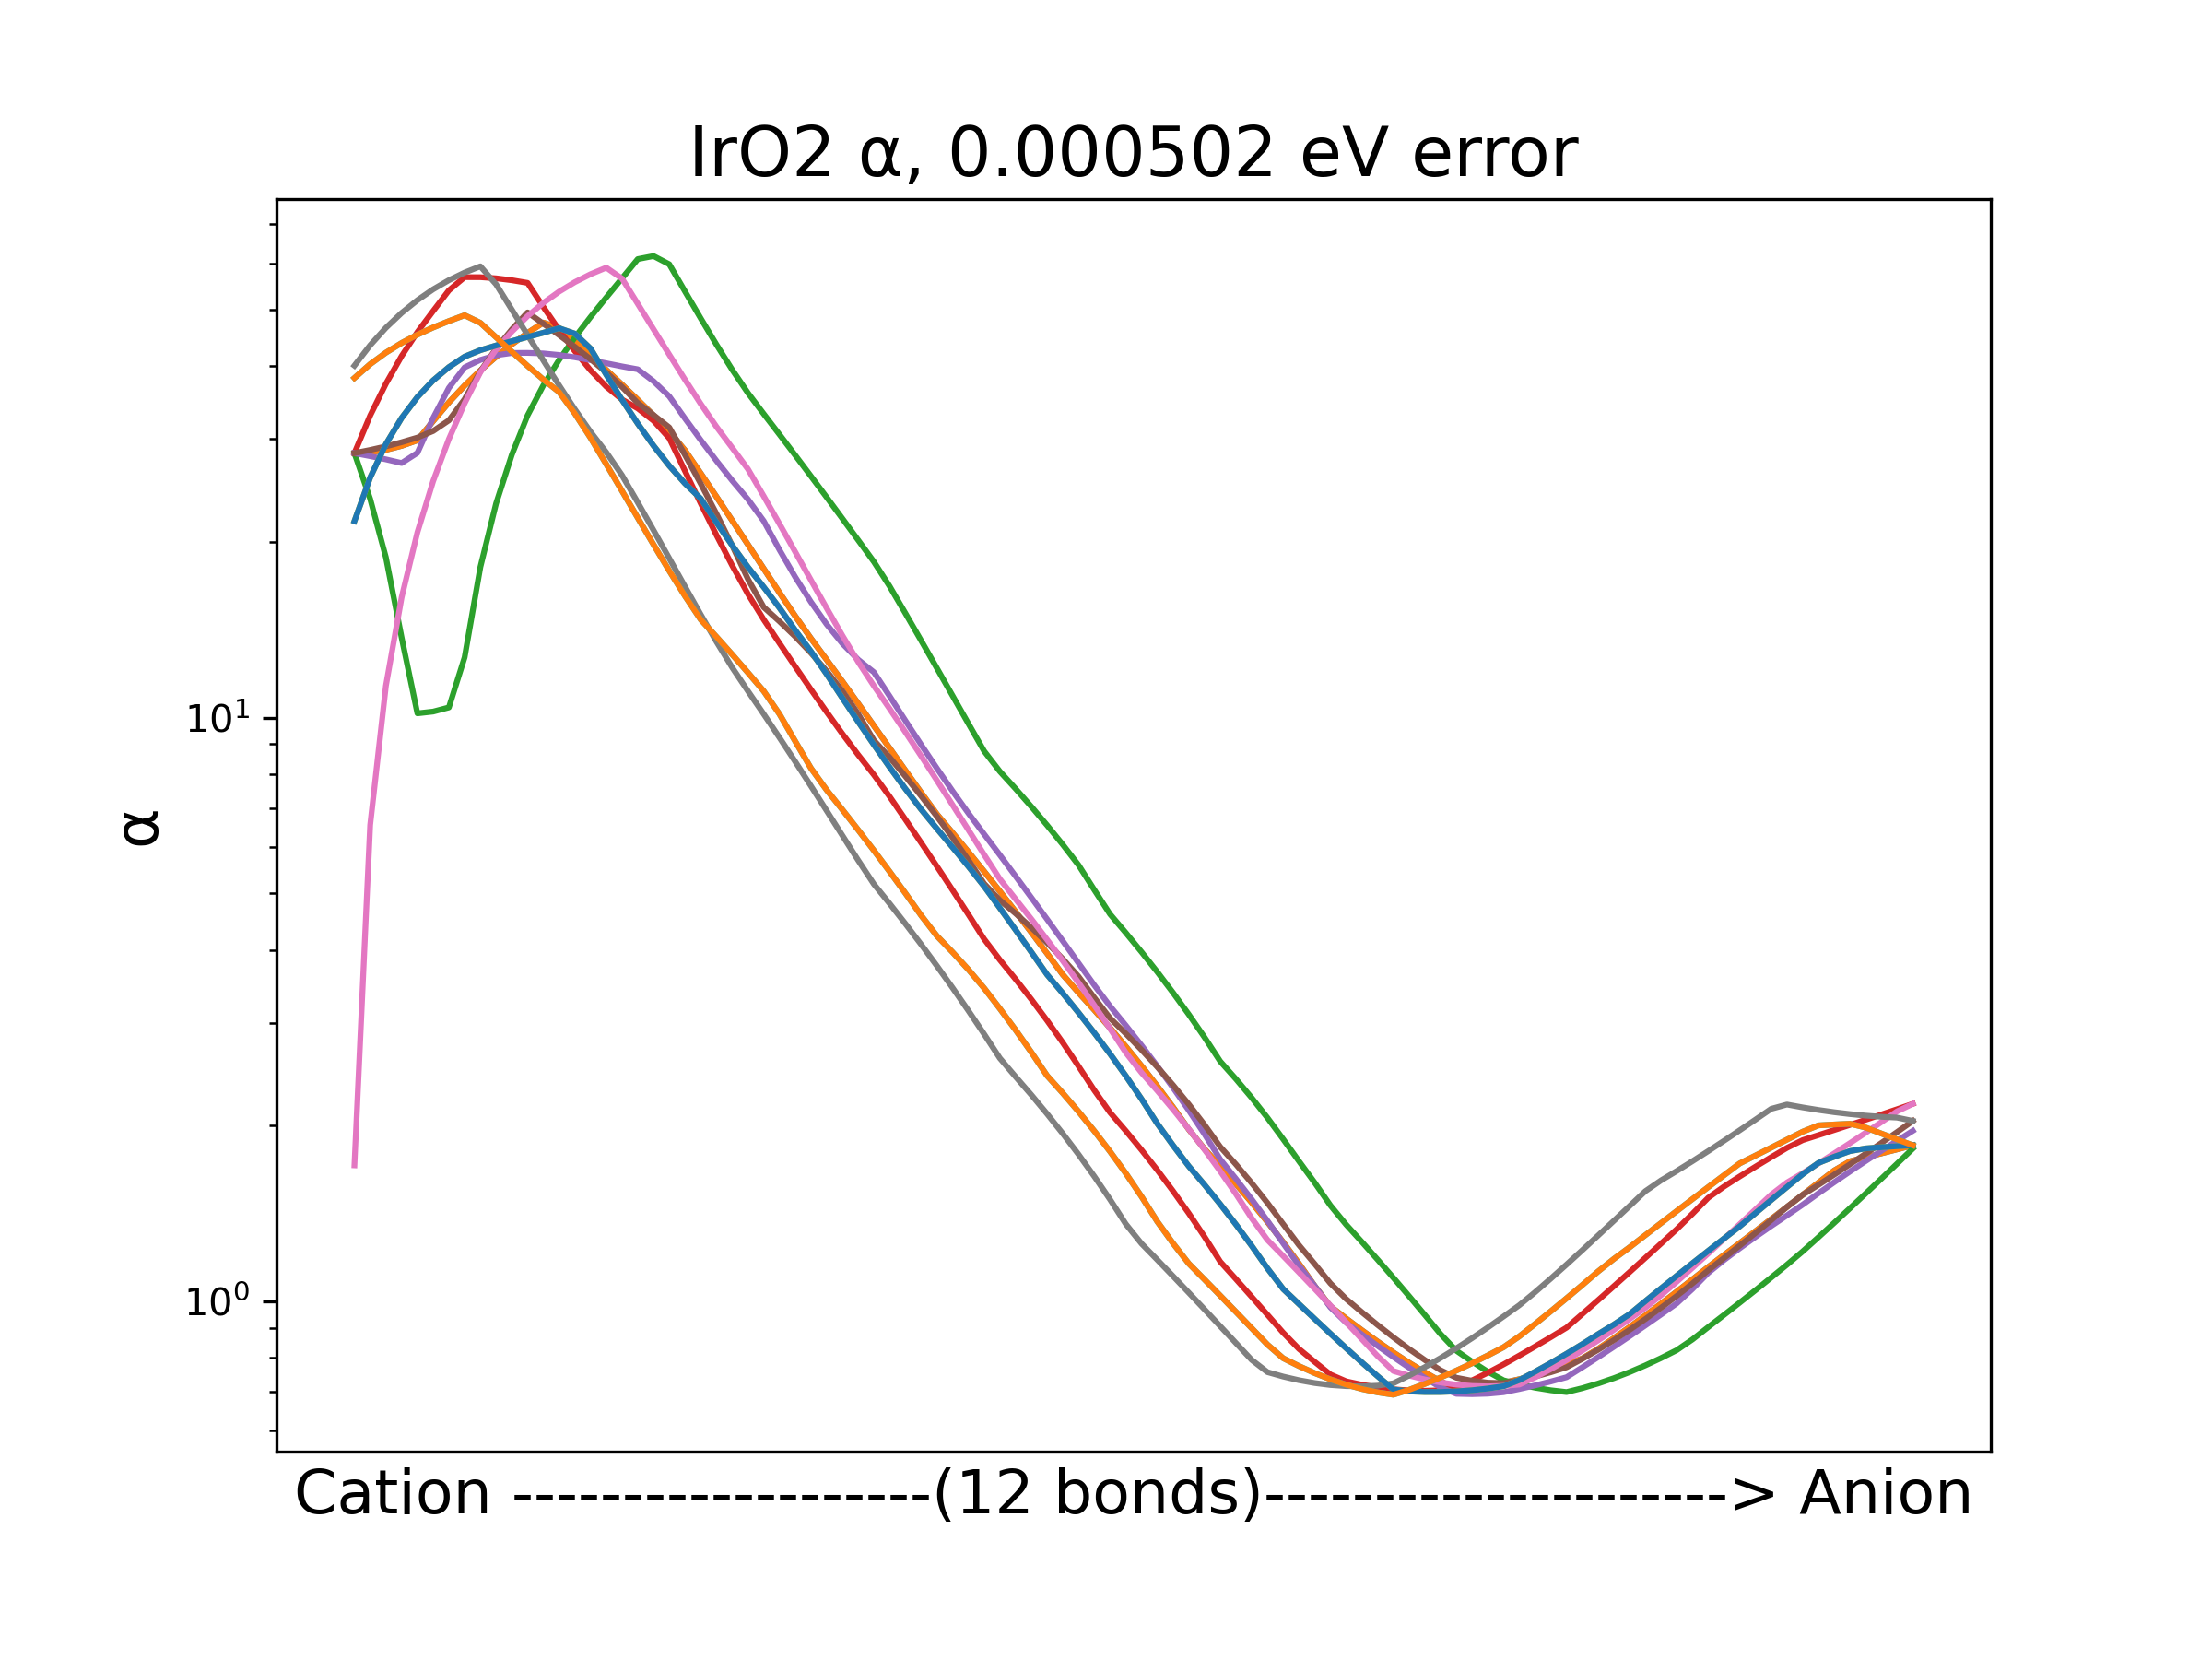 IrO2 α, 0.000502 eV error
α
10¹
10⁰
Cation -------------------(12 bonds)---------------------> Anion